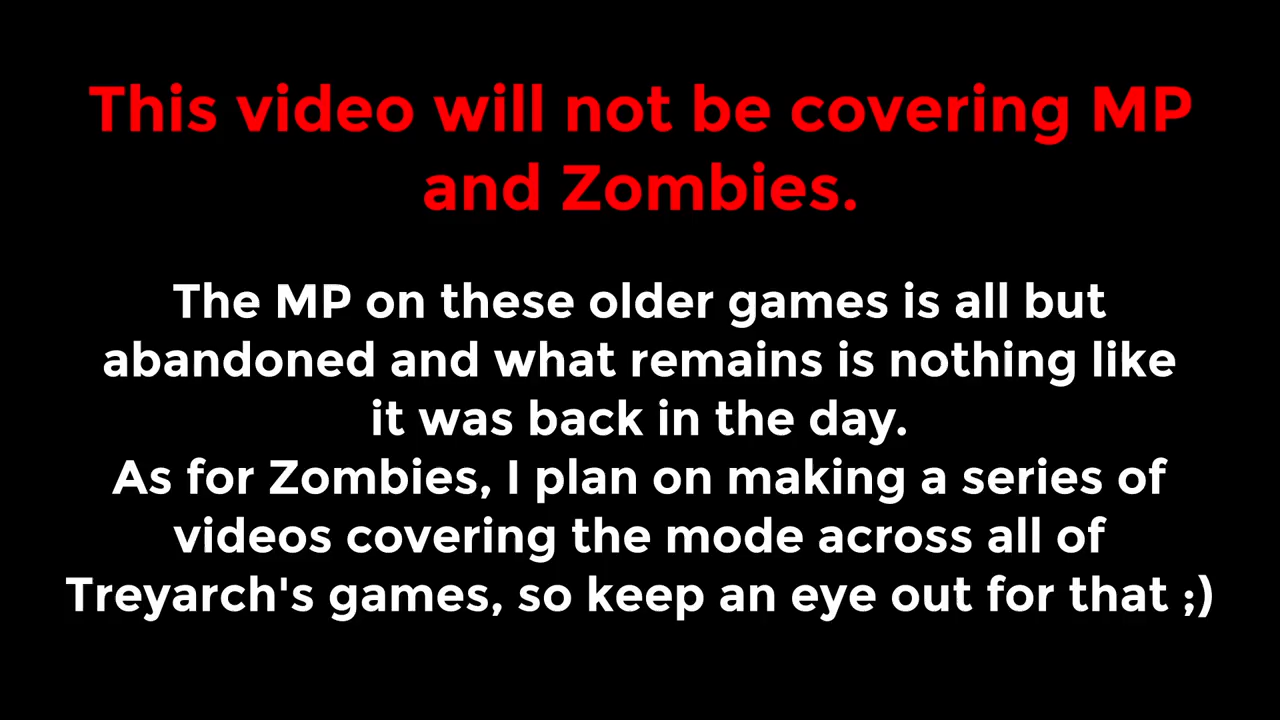 This video will not be covering MP
and Zombies.
The MP on these older games is all but
abandoned and what remains is nothing like
it was back in the day.
As for Zombies, I plan on making a series of
videos covering the mode across all of
Treyarch's games, so keep an eye out for that ;)